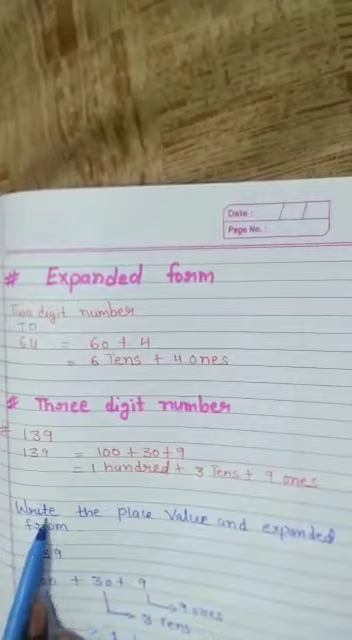 Date :
Page No. :
# Expanded form
Two digit number
TO
64 = 60 + 4
= 6 Tens + 4 ones
# Three digit number
# 139
139 = 100 + 30 + 9
= 1 hundred + 3 Tens + 9 ones
Write the place value and expanded
39
+ 30 + 9
9 ones
3 Tens